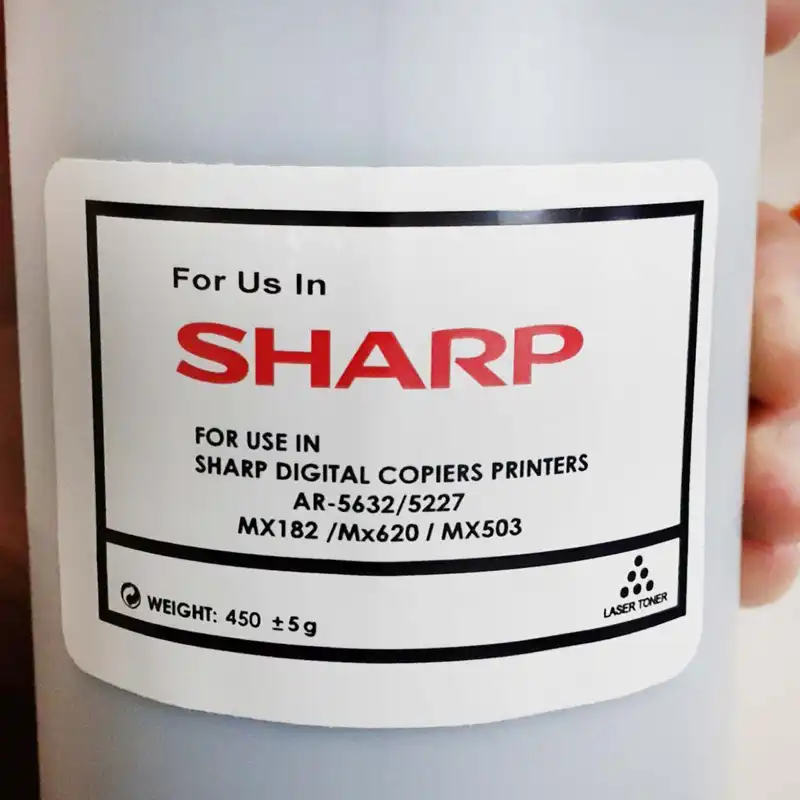 For Us In
SHARP
FOR USE IN
SHARP DIGITAL COPIERS PRINTERS
AR-5632/5227
MX182 /Mx620 / MX503
WEIGHT: 450 ±5g
LASER TONER